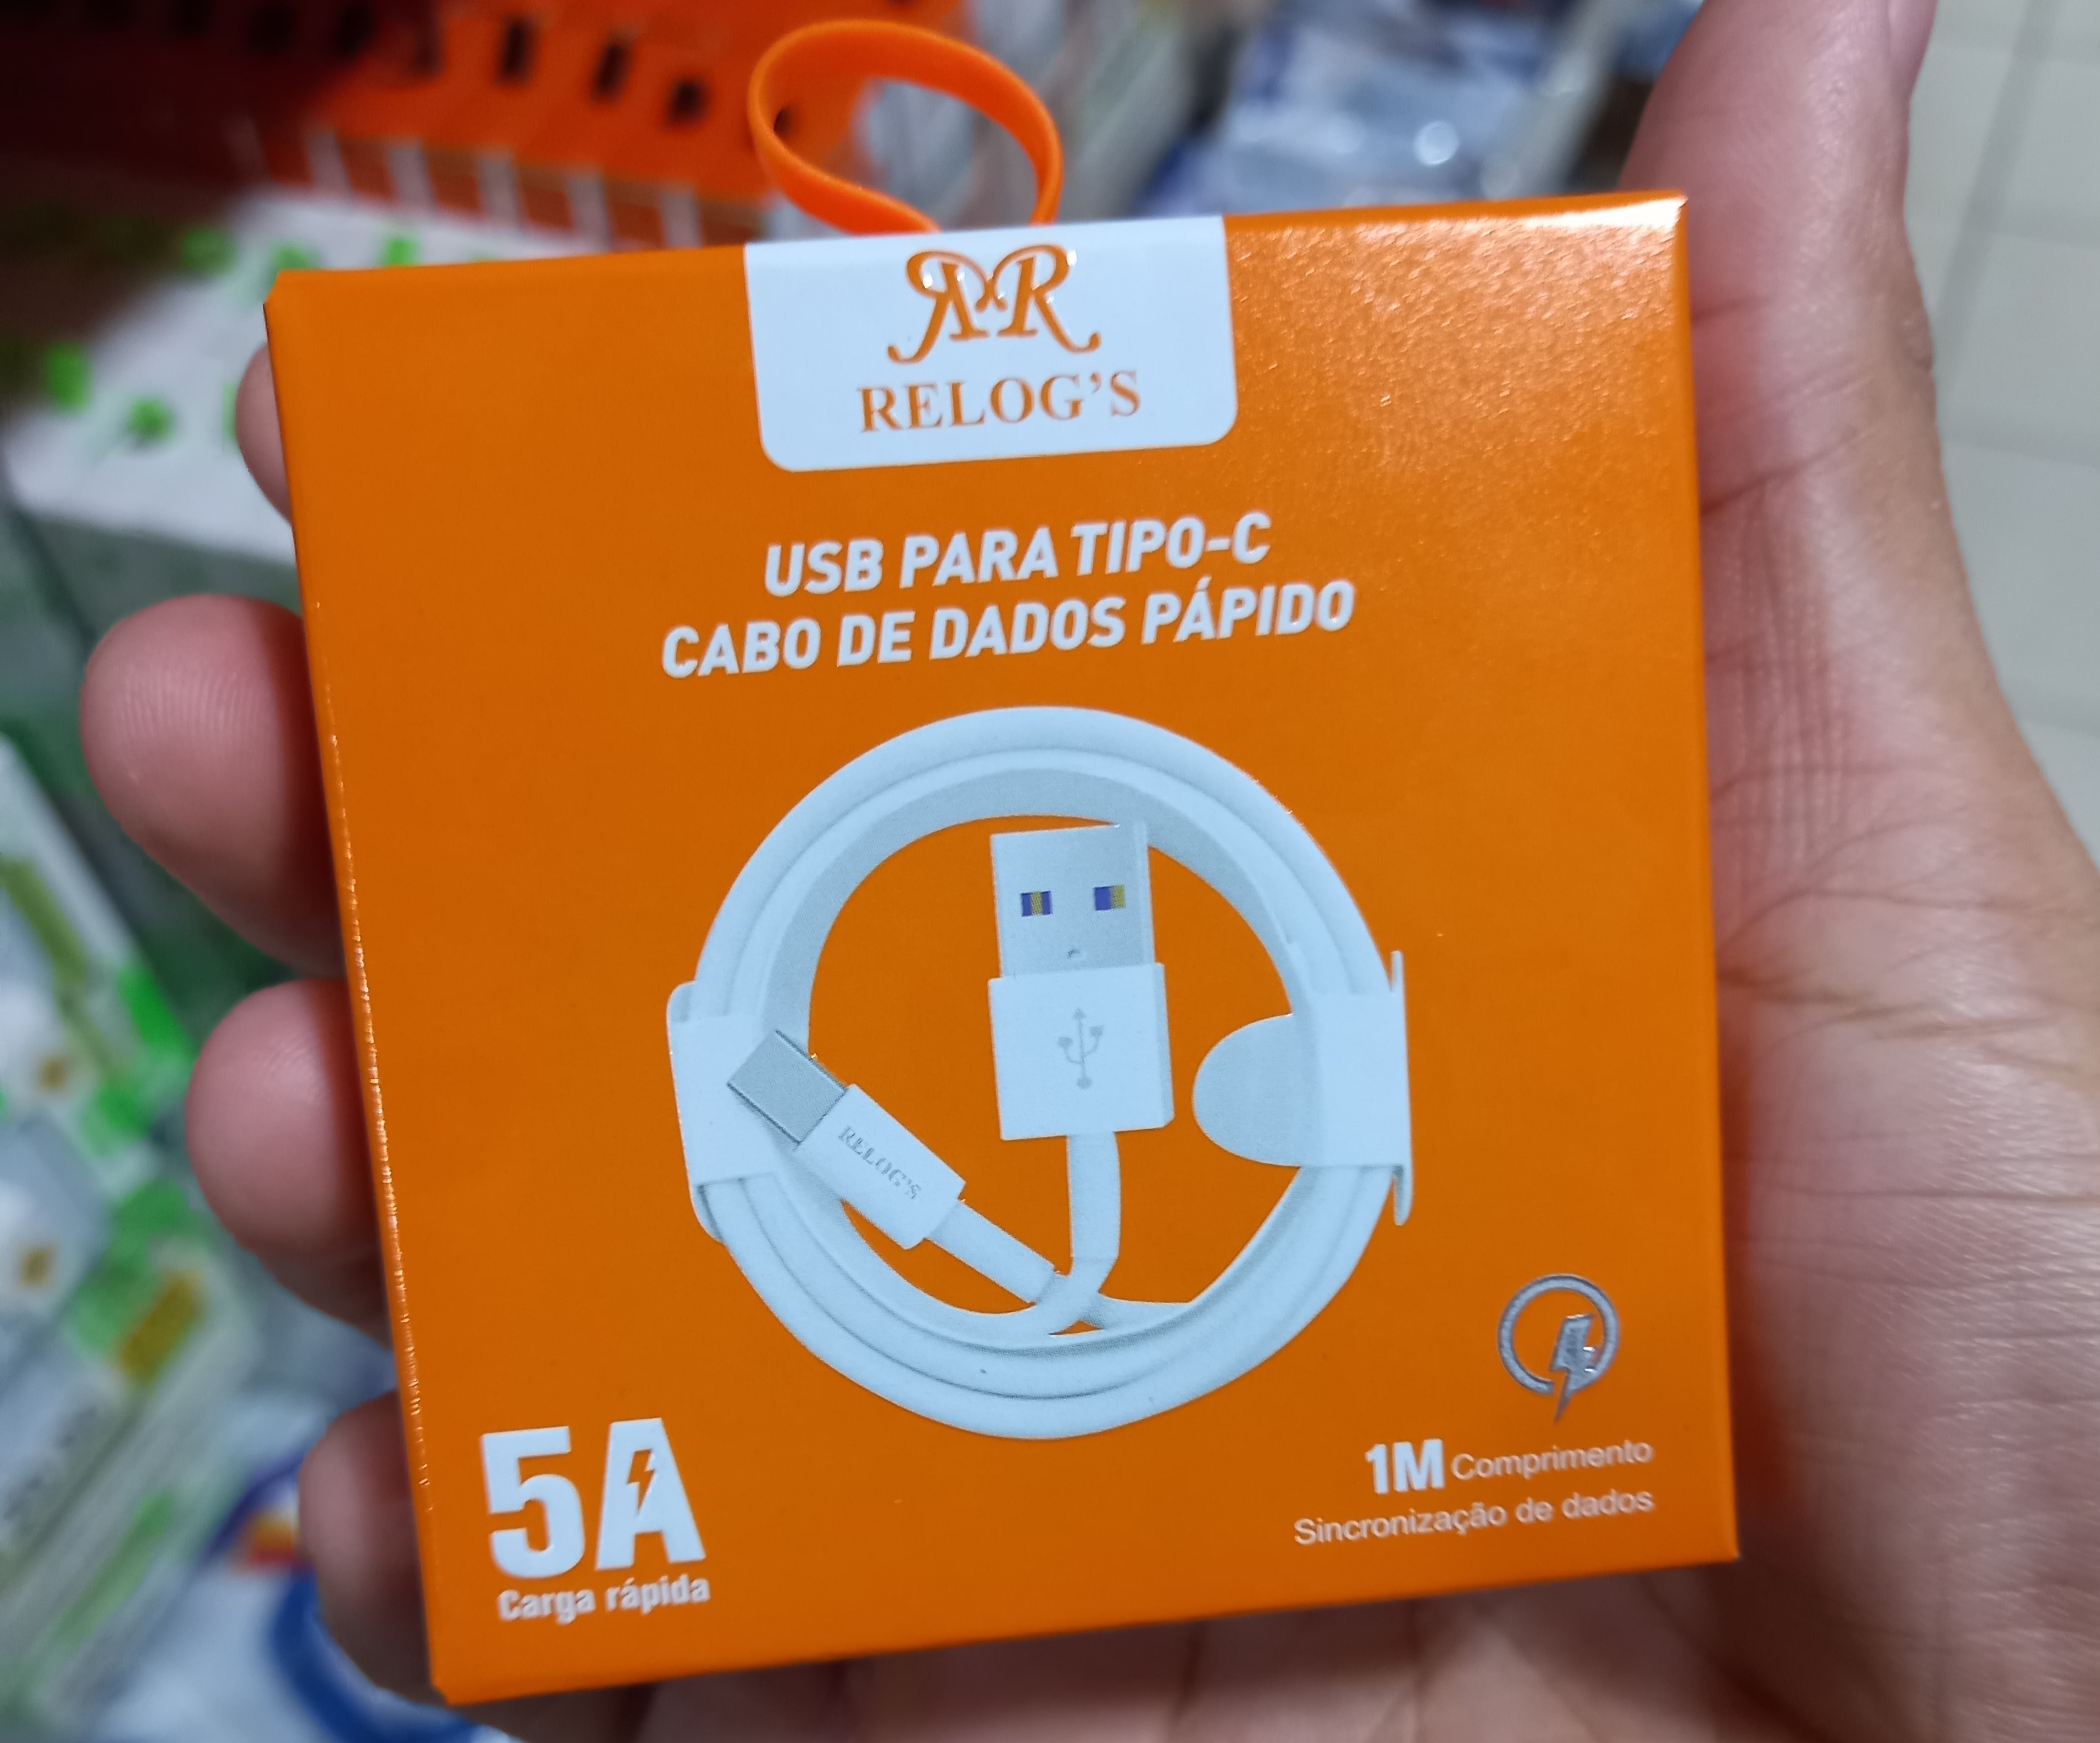 RR
RELOG'S
USB PARA TIPO-C
CABO DE DADOS PÁPIDO
RELOG'S
5A
Carga rápida
1M Comprimento
Sincronização de dados